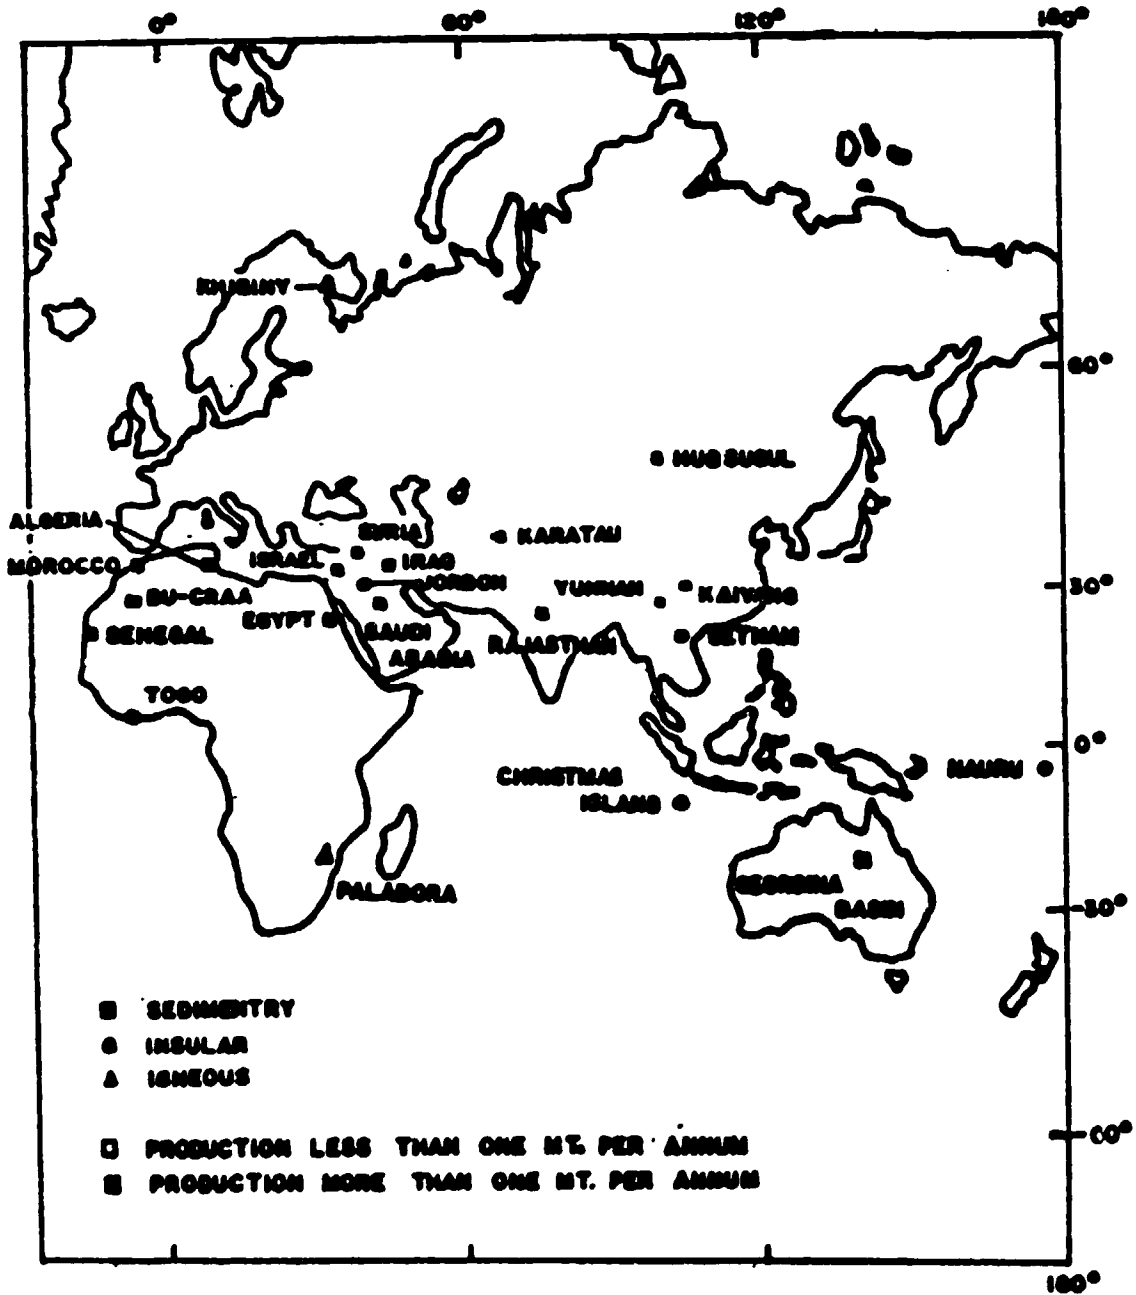 0° 60° 120° 180°
KHIBINY
60°
HUBSUGUL
ALGERIA
SYRIA
KARATAU
MOROCCO
ISRAEL
IRAQ
JORDON
YUNNAN
30°
BU-CRAA
KAIYANG
EGYPT
SENEGAL
SAUDI
ARABIA
RAJASTHAN
TOGO
0°
NAURU
CHRISTMAS
ISLAND
PALABORA
GEORGINA
BASIN
30°
SEDIMENTRY
INSULAR
IGNEOUS
60°
PRODUCTION LESS THAN ONE MT. PER ANNUM
PRODUCTION MORE THAN ONE MT. PER ANNUM
180°